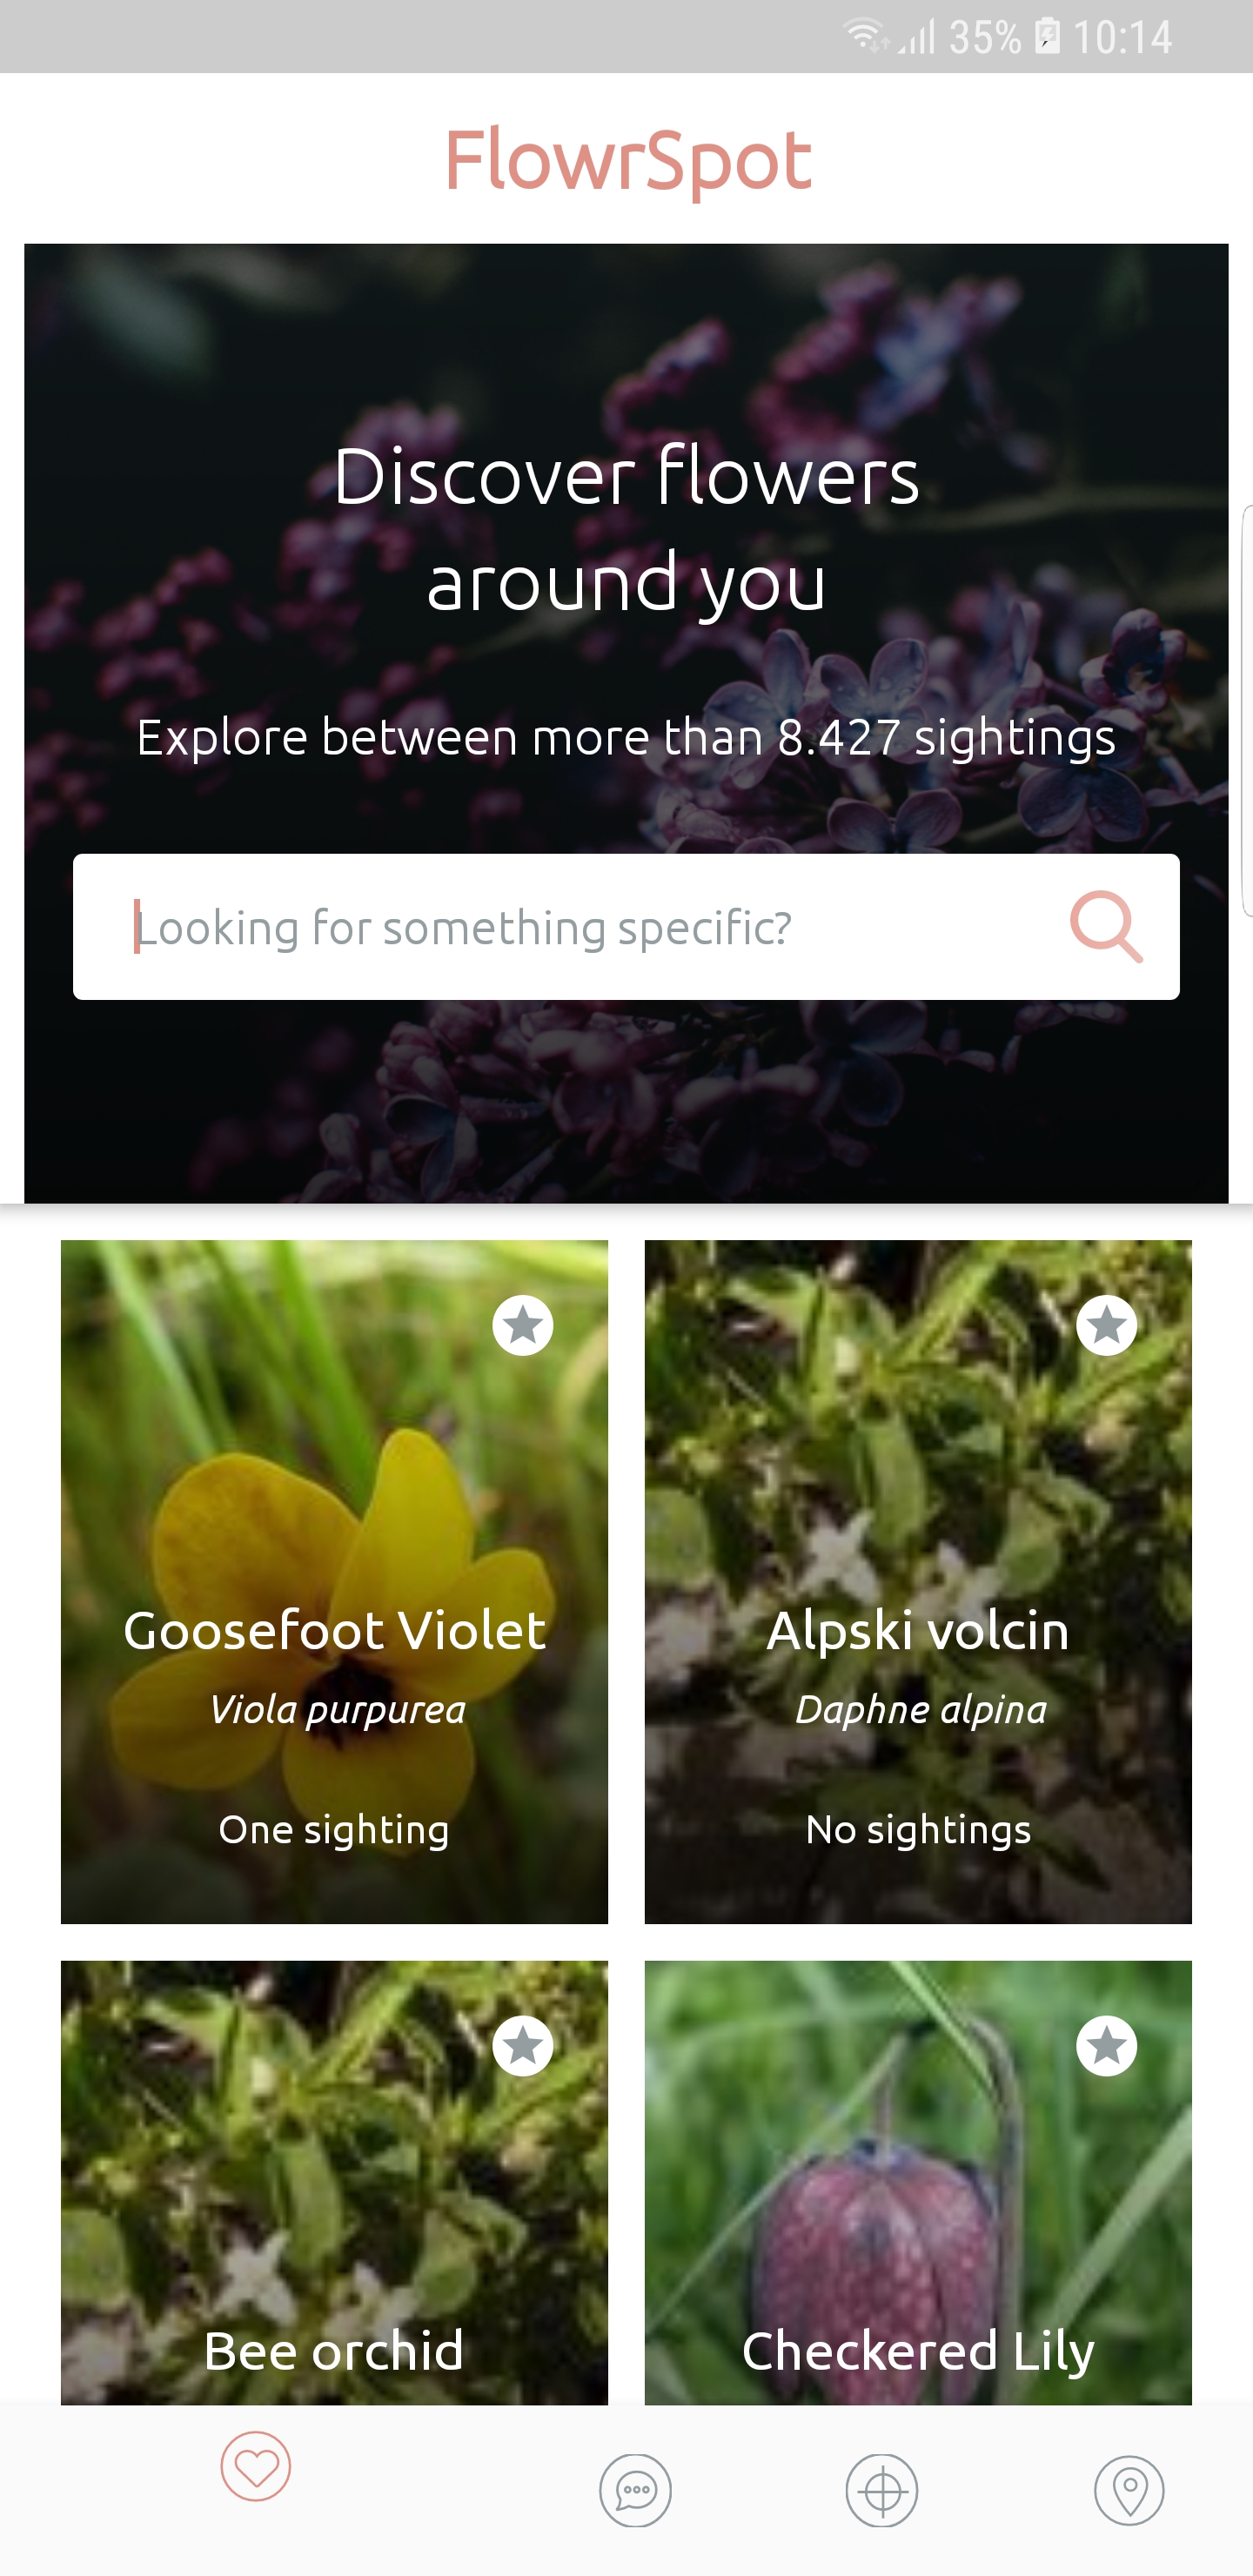 35% 10:14
FlowrSpot
Discover flowers
around you
Explore between more than 8.427 sightings
Looking for something specific?
Goosefoot Violet
Viola purpurea
One sighting
Alpski volcin
Daphne alpina
No sightings
Bee orchid
Checkered Lily